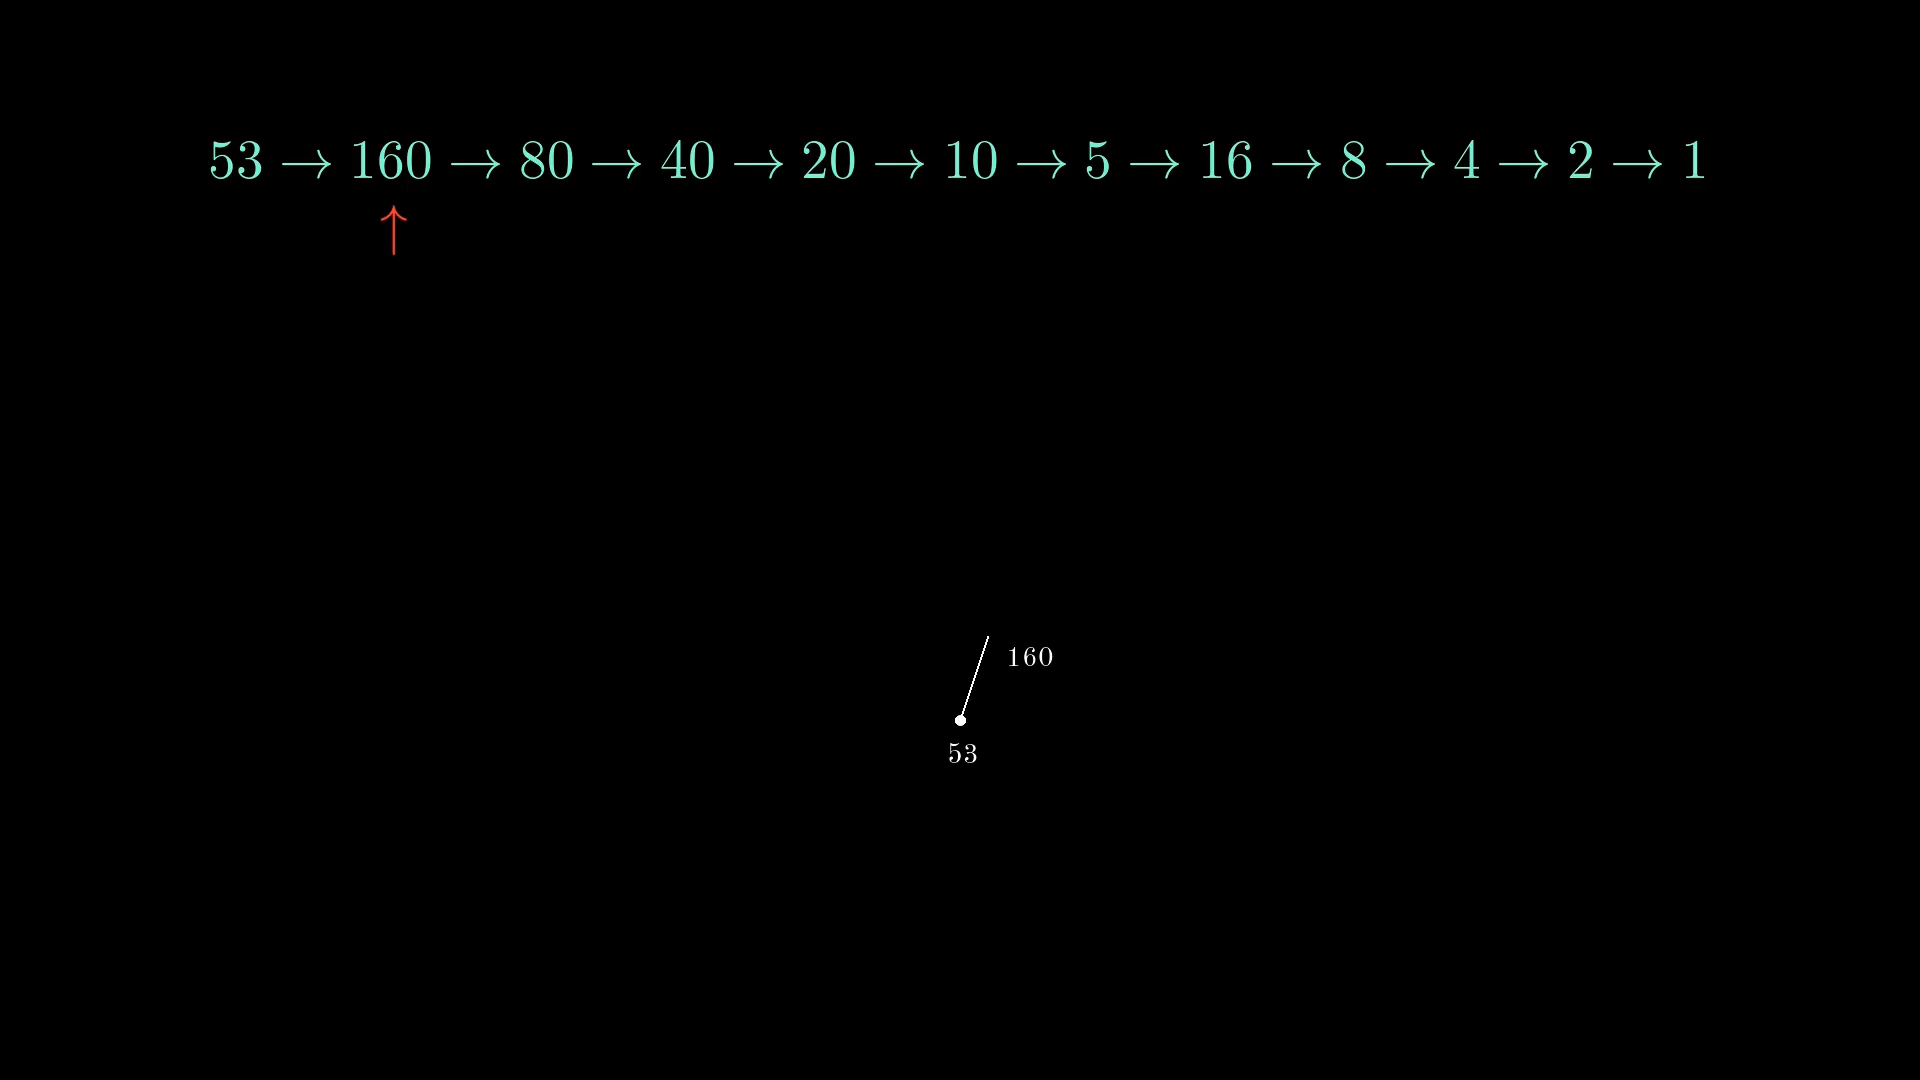 53 → 160 → 80 → 40 → 20 → 10 → 5 → 16 → 8 → 4 → 2 → 1
↑
160
53